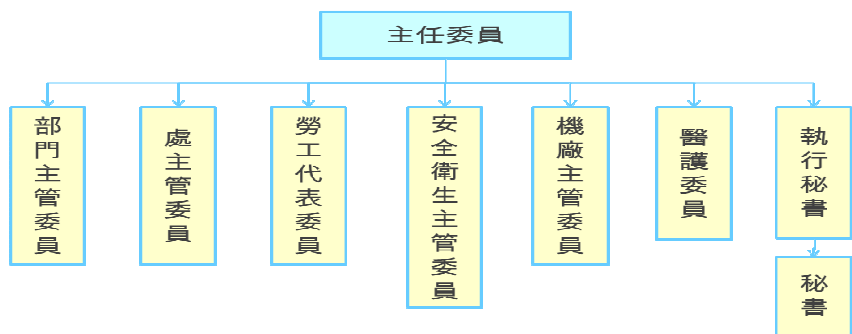 主任委員
部門主管委員
處主管委員
勞工代表委員
安全衛生主管委員
機廠主管委員
醫護委員
執行秘書
秘書